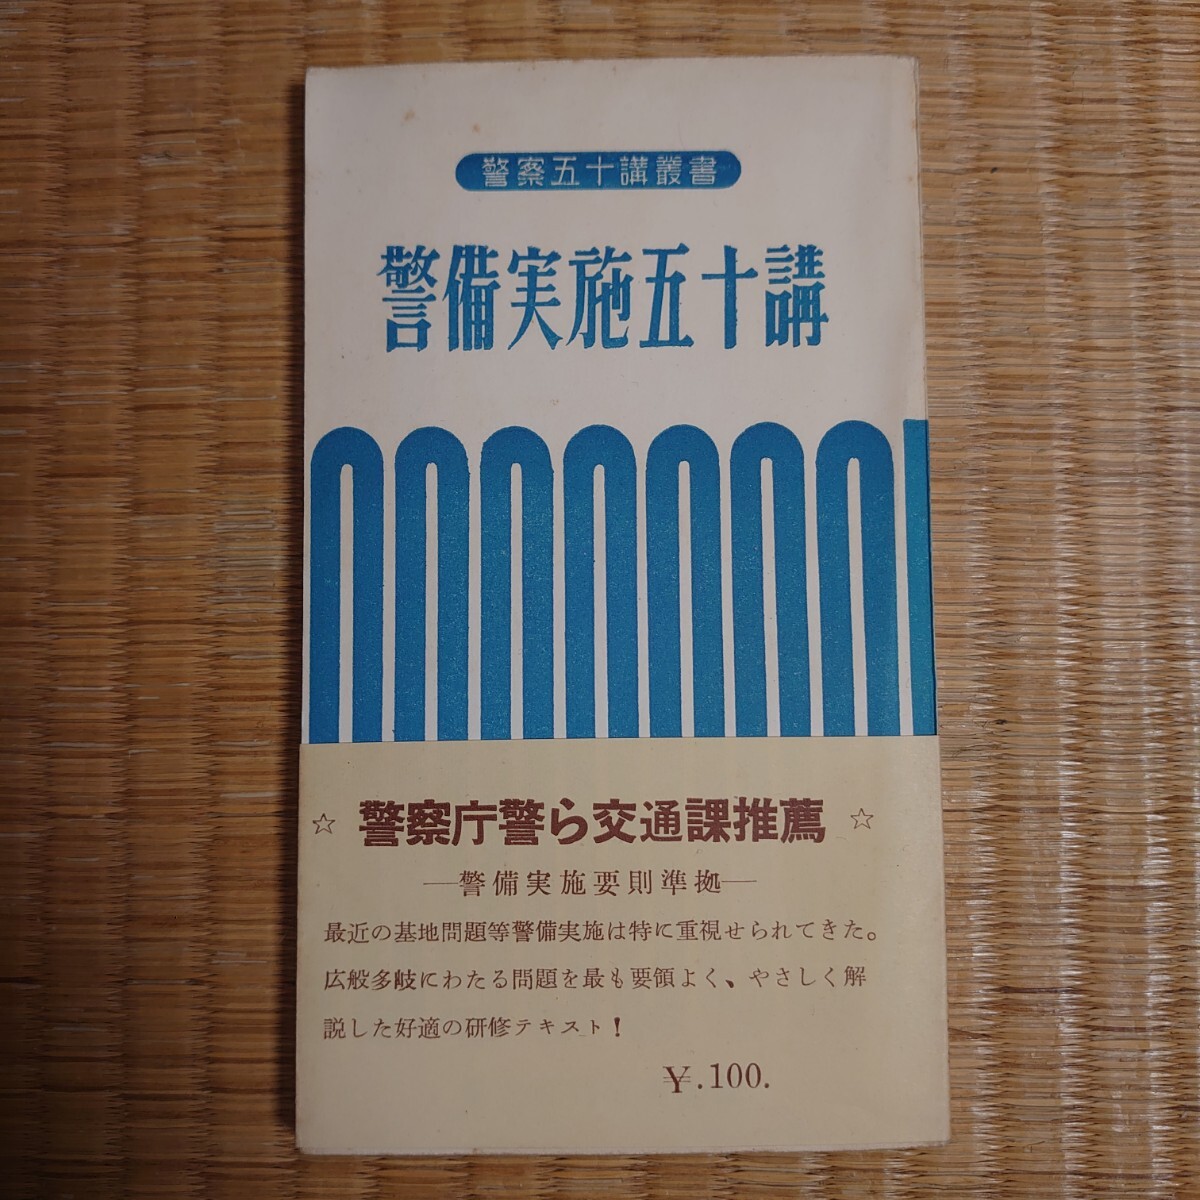 警察五十講叢書
警備実施五十講
☆ 警察庁警ら交通課推薦 ☆
―警備実施要則準拠―
最近の基地問題等警備実施は特に重視せられてきた。
広般多岐にわたる問題を最も要領よく、やさしく解
説した好適の研修テキスト!
¥.100.